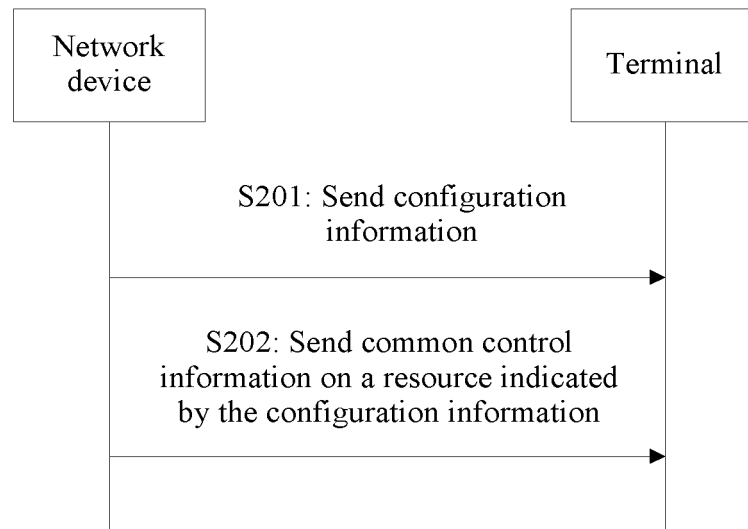 Network
device
Terminal
S201: Send configuration
information
S202: Send common control
information on a resource indicated
by the configuration information